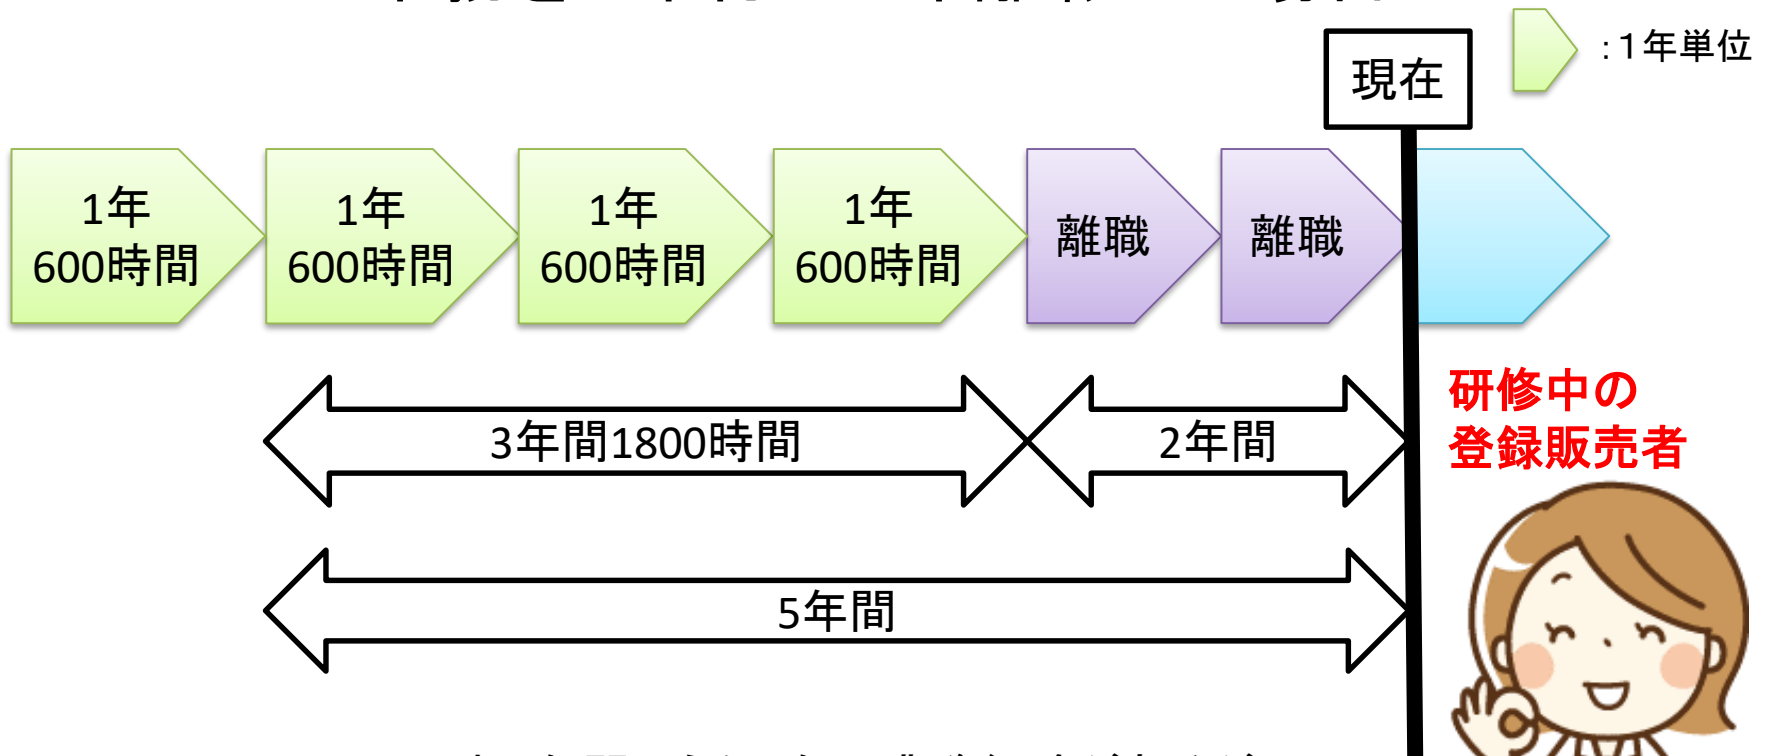 ：１年単位
現在
1年
600時間
1年
600時間
1年
600時間
1年
600時間
離職
離職
3年間1800時間
2年間
研修中の
登録販売者
5年間